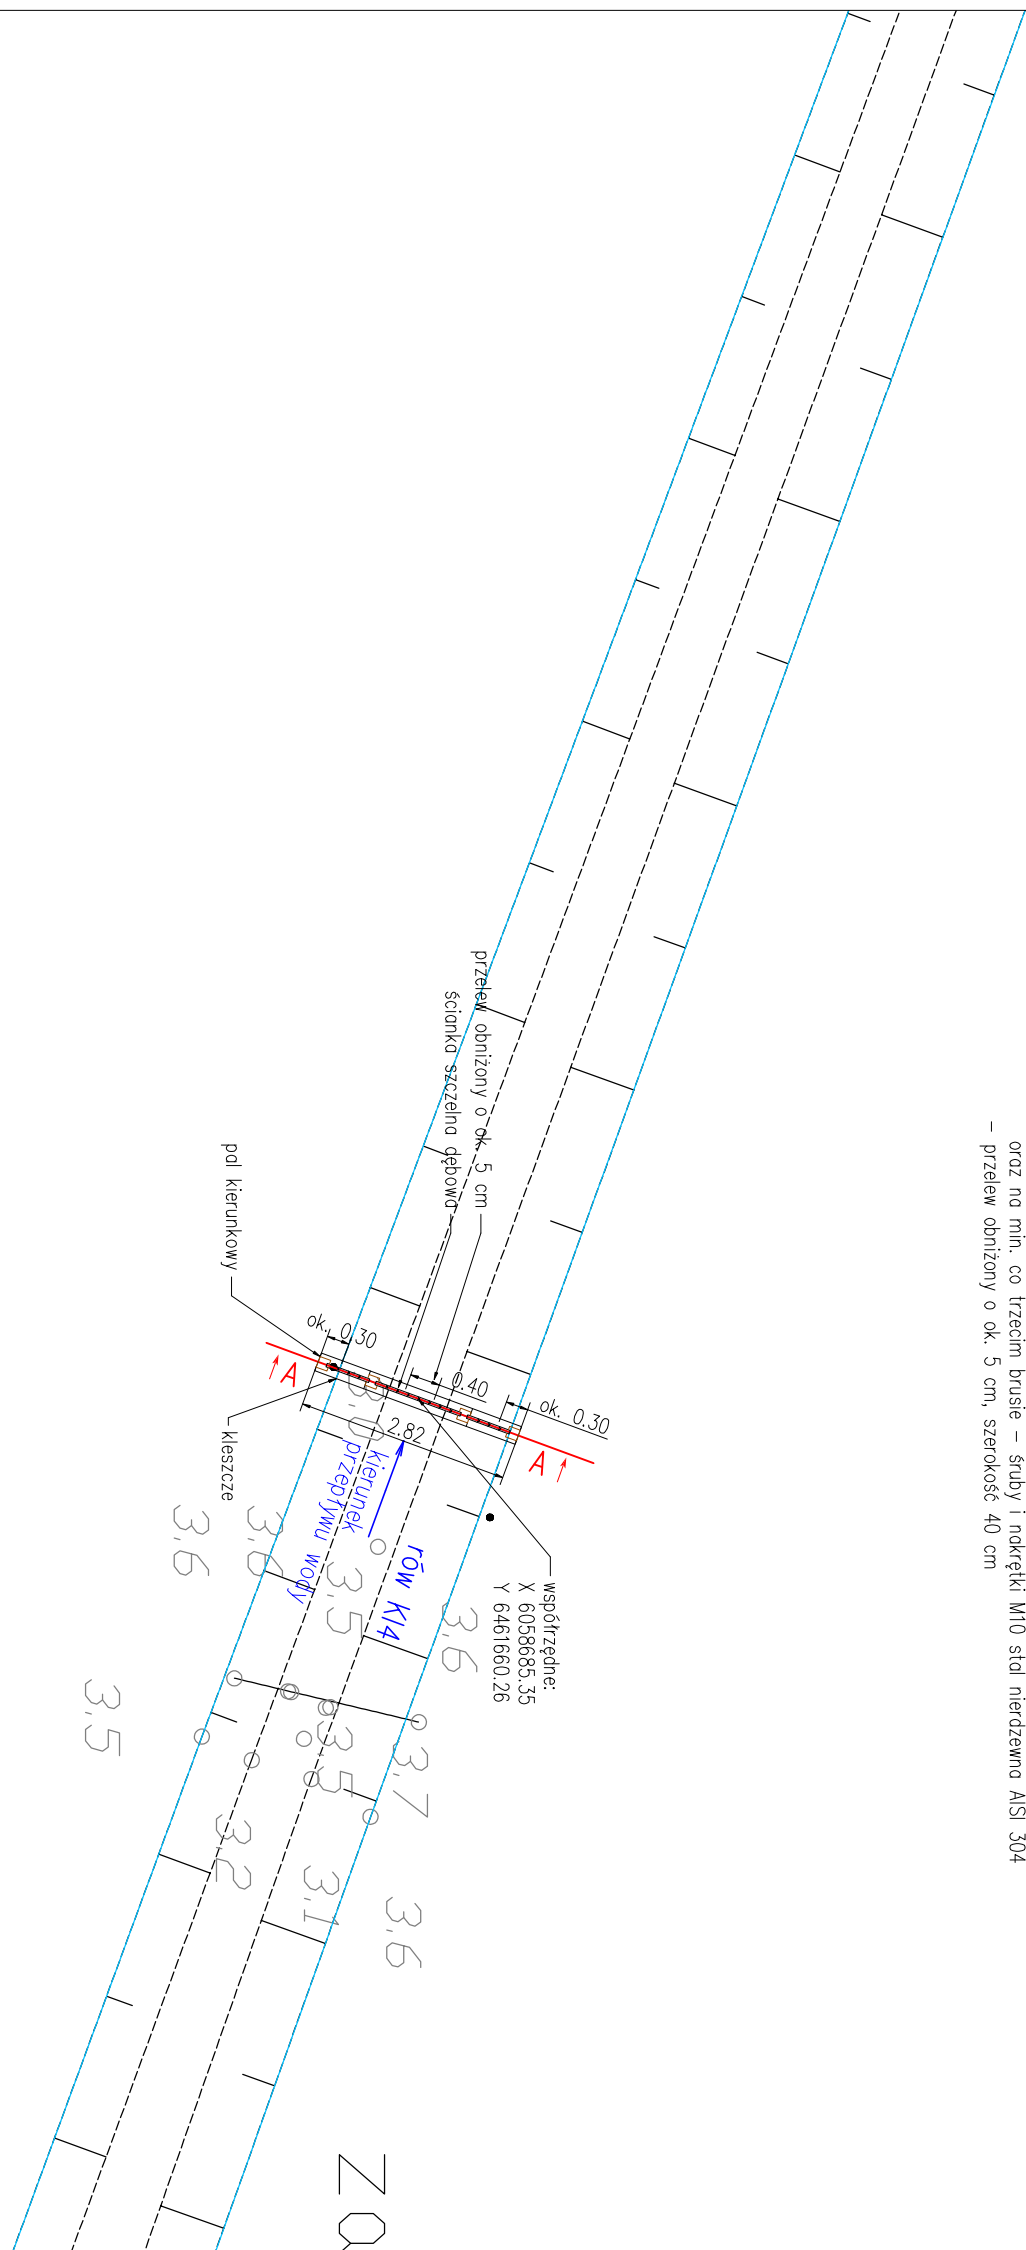 oraz na min. co trzecim brusie – śruby i nakrętki M10 stal nierdzewna AISI 304
– przelew obniżony o ok. 5 cm, szerokość 40 cm
przelew obniżony o ok. 5 cm
ścianka szczelna dębowa
pal kierunkowy
kleszcze
ok. 0.30
0.40
ok. 0.30
2.82
A
A
współrzędne:
X 6058685.35
Y 6461660.26
kierunek
przepływu wody
rów Kl4
3.0
3.6
3.6
3.5
3.6
3.5
3.7
3.5
3.2
3.1
3.6